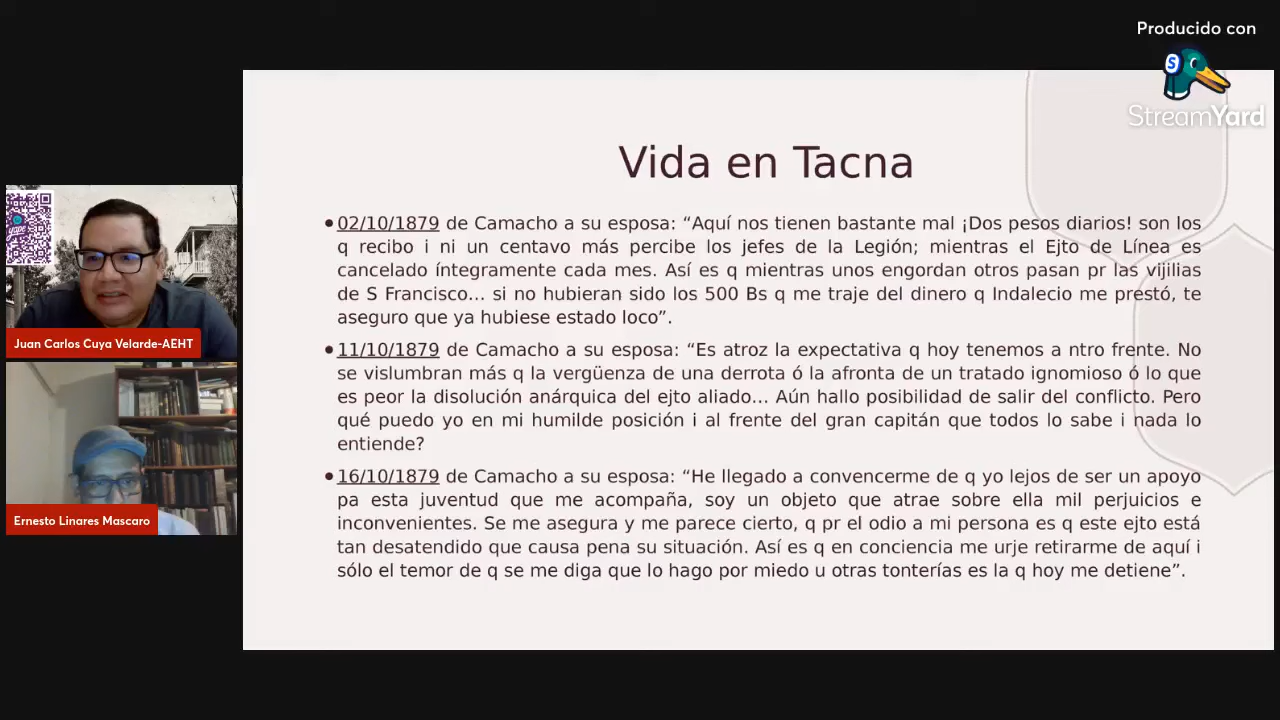 Producido con
StreamYard
Vida en Tacna
• 02/10/1879 de Camacho a su esposa: “Aquí nos tienen bastante mal ¡Dos pesos diarios! son los
q recibo i ni un centavo más percibe los jefes de la Legión; mientras el Ejto de Línea es
cancelado íntegramente cada mes. Así es q mientras unos engordan otros pasan pr las vijilias
de S Francisco... si no hubieran sido los 500 Bs q me traje del dinero q Indalecio me prestó, te
aseguro que ya hubiese estado loco”.
• 11/10/1879 de Camacho a su esposa: “Es atroz la expectativa q hoy tenemos a ntro frente. No
se vislumbran más q la vergüenza de una derrota ó la afronta de un tratado ignomioso ó lo que
es peor la disolución anárquica del ejto aliado... Aún hallo posibilidad de salir del conflicto. Pero
qué puedo yo en mi humilde posición i al frente del gran capitán que todos lo sabe i nada lo
entiende?
• 16/10/1879 de Camacho a su esposa: “He llegado a convencerme de q yo lejos de ser un apoyo
pa esta juventud que me acompaña, soy un objeto que atrae sobre ella mil perjuicios e
inconvenientes. Se me asegura y me parece cierto, q pr el odio a mi persona es q este ejto está
tan desatendido que causa pena su situación. Así es q en conciencia me urje retirarme de aquí i
sólo el temor de q se me diga que lo hago por miedo u otras tonterías es la q hoy me detiene”.
yape
Juan Carlos Cuya Velarde-AEHT
Ernesto Linares Mascaro